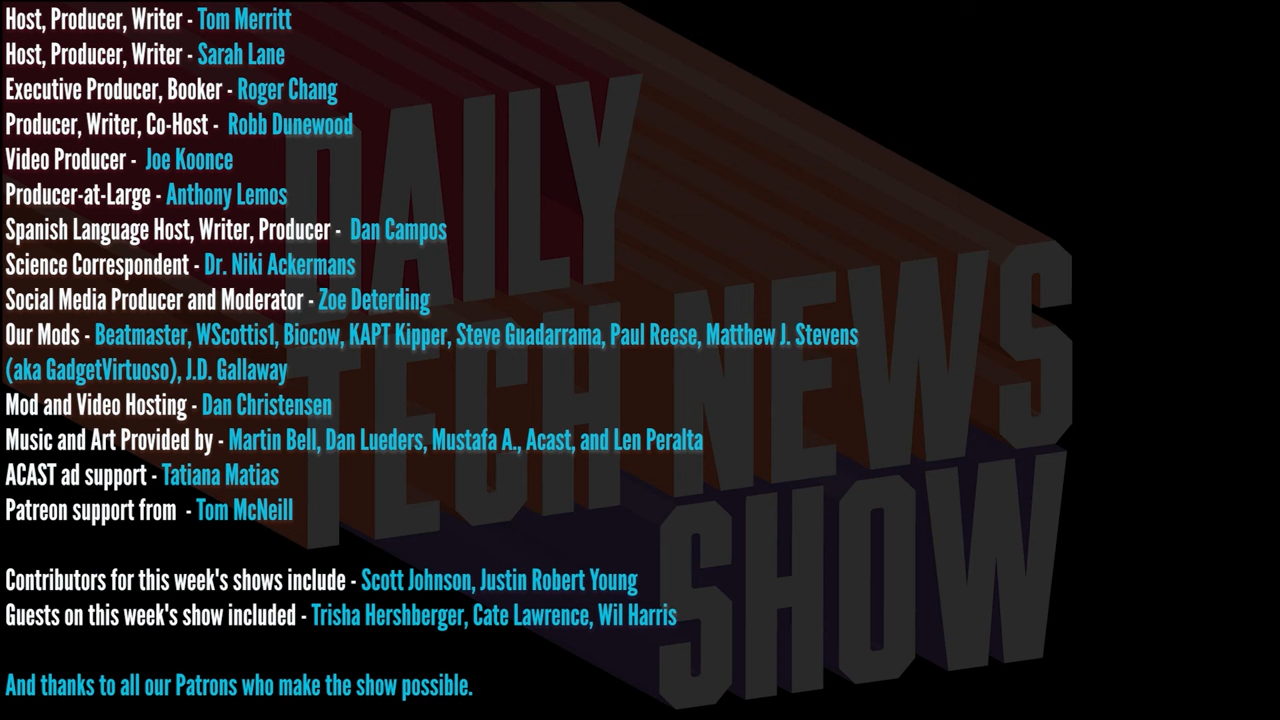 Host, Producer, Writer - Tom Merritt
Host, Producer, Writer - Sarah Lane
Executive Producer, Booker - Roger Chang
Producer, Writer, Co-Host - Robb Dunewood
Video Producer - Joe Koonce
Producer-at-Large - Anthony Lemos
Spanish Language Host, Writer, Producer - Dan Campos
Science Correspondent - Dr. Niki Ackermans
Social Media Producer and Moderator - Zoe Deterding
Our Mods - Beatmaster, WScottis1, Biocow, KAPT Kipper, Steve Guadarrama, Paul Reese, Matthew J. Stevens
(aka GadgetVirtuoso), J.D. Gallaway
Mod and Video Hosting - Dan Christensen
Music and Art Provided by - Martin Bell, Dan Lueders, Mustafa A., Acast, and Len Peralta
ACAST ad support - Tatiana Matias
Patreon support from - Tom McNeill
Contributors for this week's shows include - Scott Johnson, Justin Robert Young
Guests on this week's show included - Trisha Hershberger, Cate Lawrence, Wil Harris
And thanks to all our Patrons who make the show possible.
DAILY
TECH NEWS
SHOW